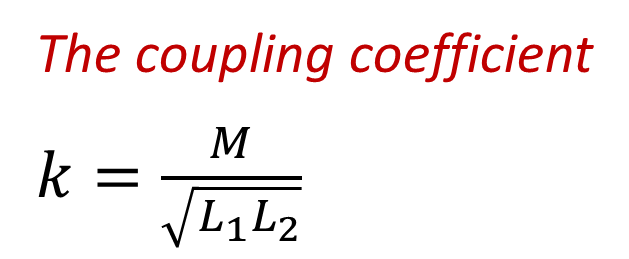 The coupling coefficient
k = M / √(L₁L₂)